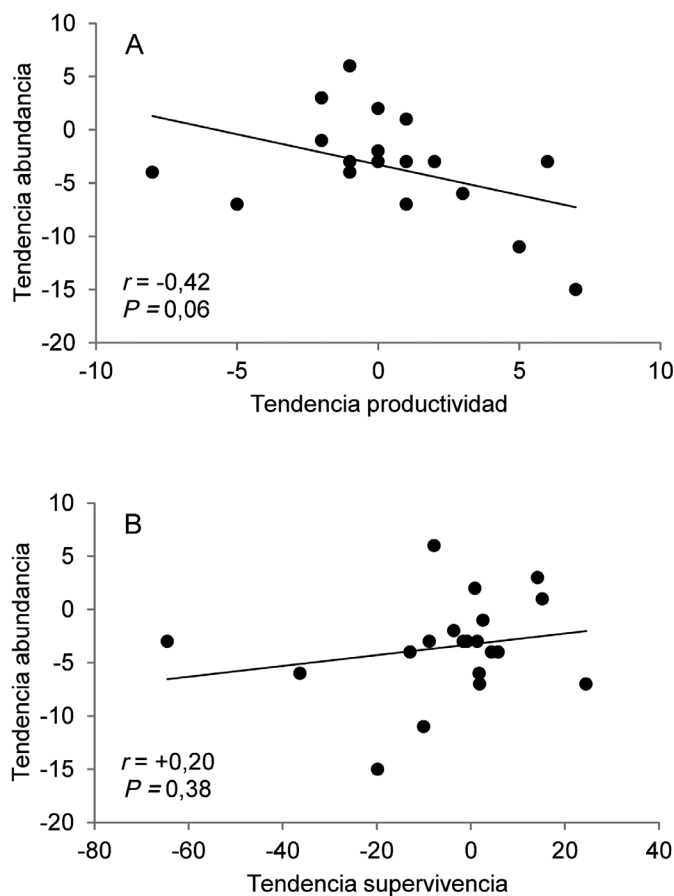 A
10
5
0
-5
-10
-15
-20
Tendencia abundancia
r = -0,42
P = 0,06
-10 -5 0 5 10
Tendencia productividad
B
10
5
0
-5
-10
-15
-20
Tendencia abundancia
r = +0,20
P = 0,38
-80 -60 -40 -20 0 20 40
Tendencia supervivencia